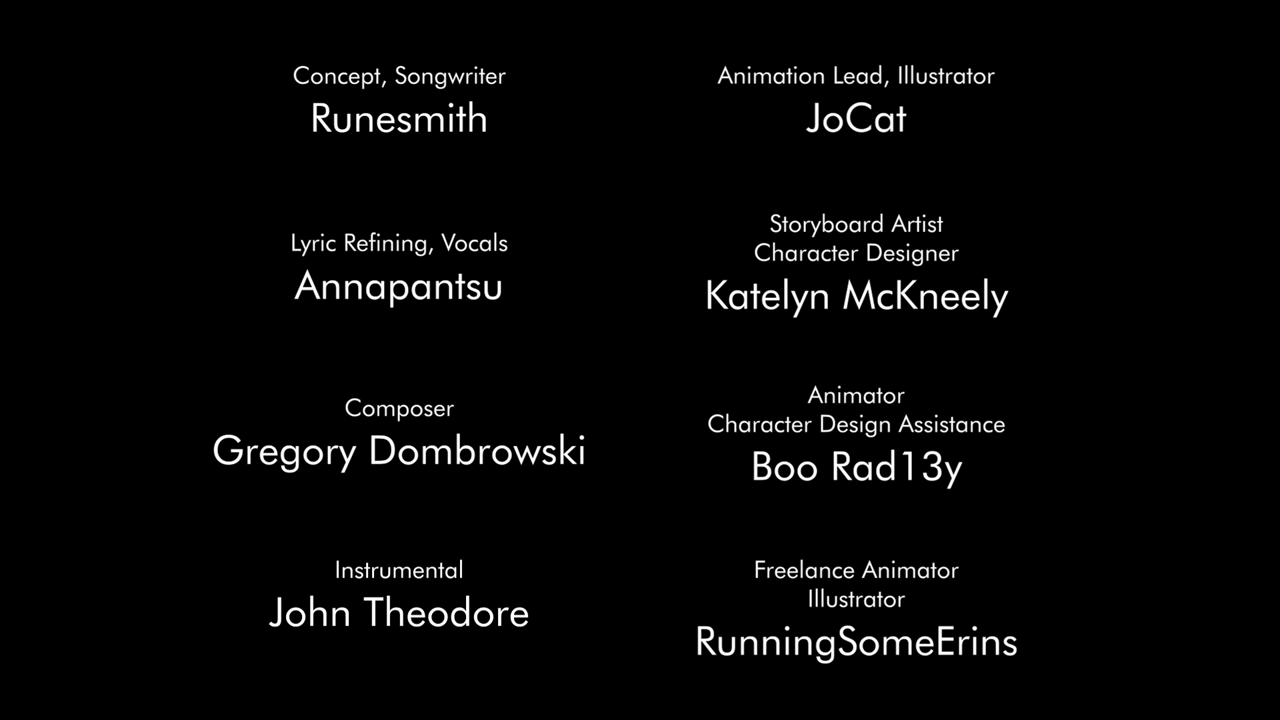 Concept, Songwriter
Runesmith
Lyric Refining, Vocals
Annapantsu
Composer
Gregory Dombrowski
Instrumental
John Theodore
Animation Lead, Illustrator
JoCat
Storyboard Artist
Character Designer
Katelyn McKneely
Animator
Character Design Assistance
Boo Rad13y
Freelance Animator
Illustrator
RunningSomeErins